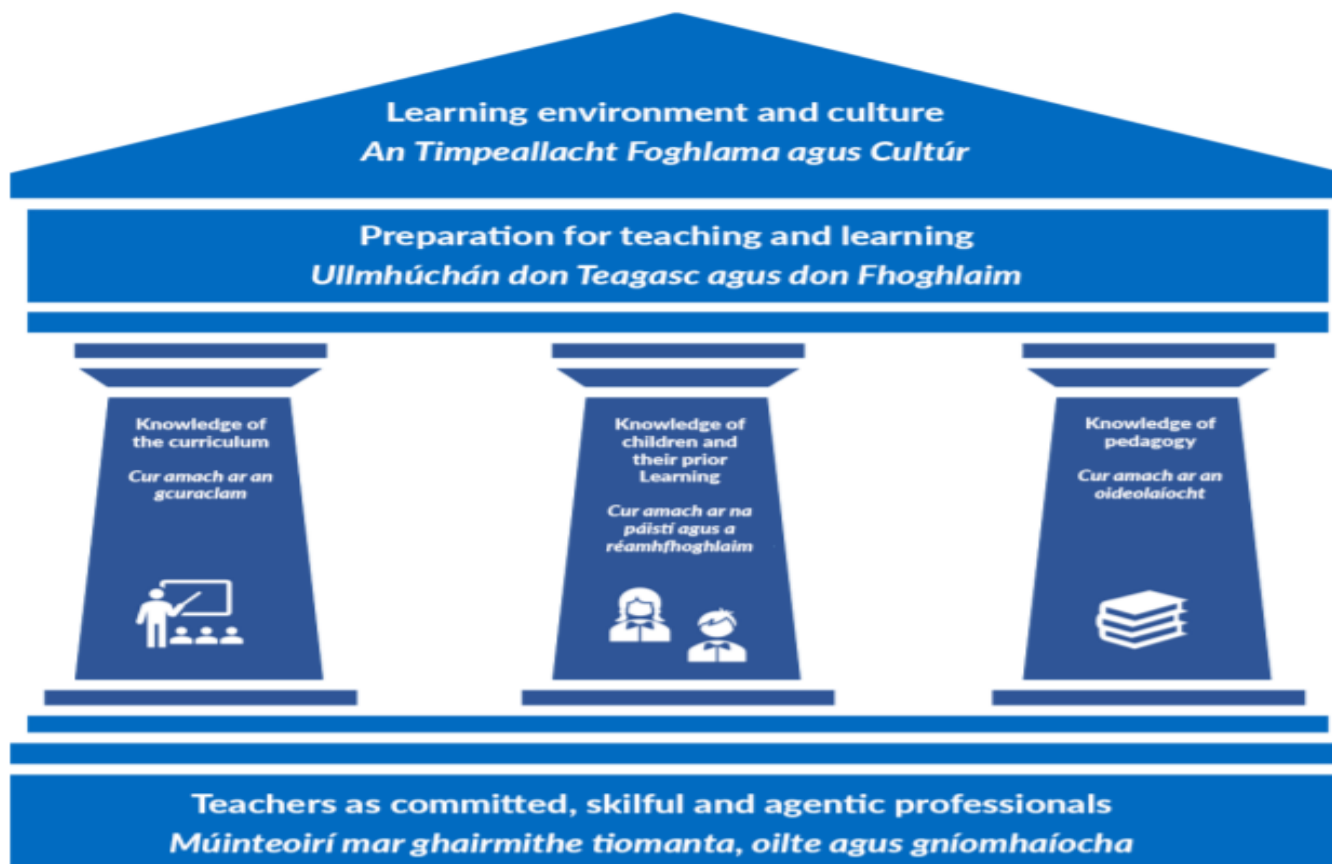 Learning environment and culture
An Timpeallacht Foghlama agus Cultúr
Preparation for teaching and learning
Ullmhúchán don Teagasc agus don Fhoghlaim
Knowledge of
the curriculum
Cur amach ar an
gcuraclam
Knowledge of
children and
their prior
Learning
Cur amach ar na
páistí agus a
réamhfhoghlaim
Knowledge of
pedagogy
Cur amach ar an
oideolaíocht
Teachers as committed, skilful and agentic professionals
Múinteoirí mar ghairmithe tiomanta, oilte agus gníomhaíocha